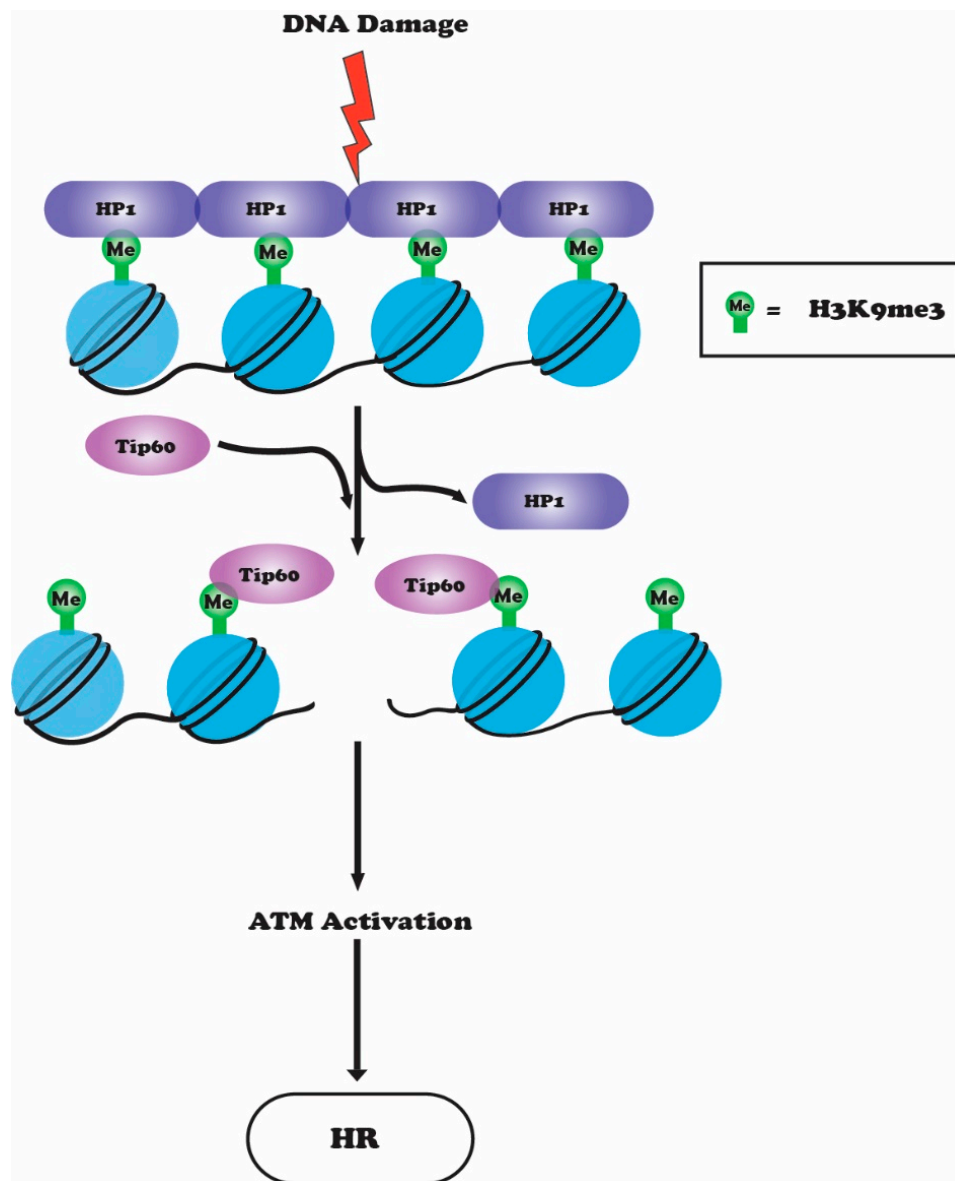 DNA Damage
HP1 HP1 HP1 HP1
Me Me Me Me
Me = H3K9me3
Tip60
HP1
Tip60 Tip60
Me Me Me Me
ATM Activation
HR